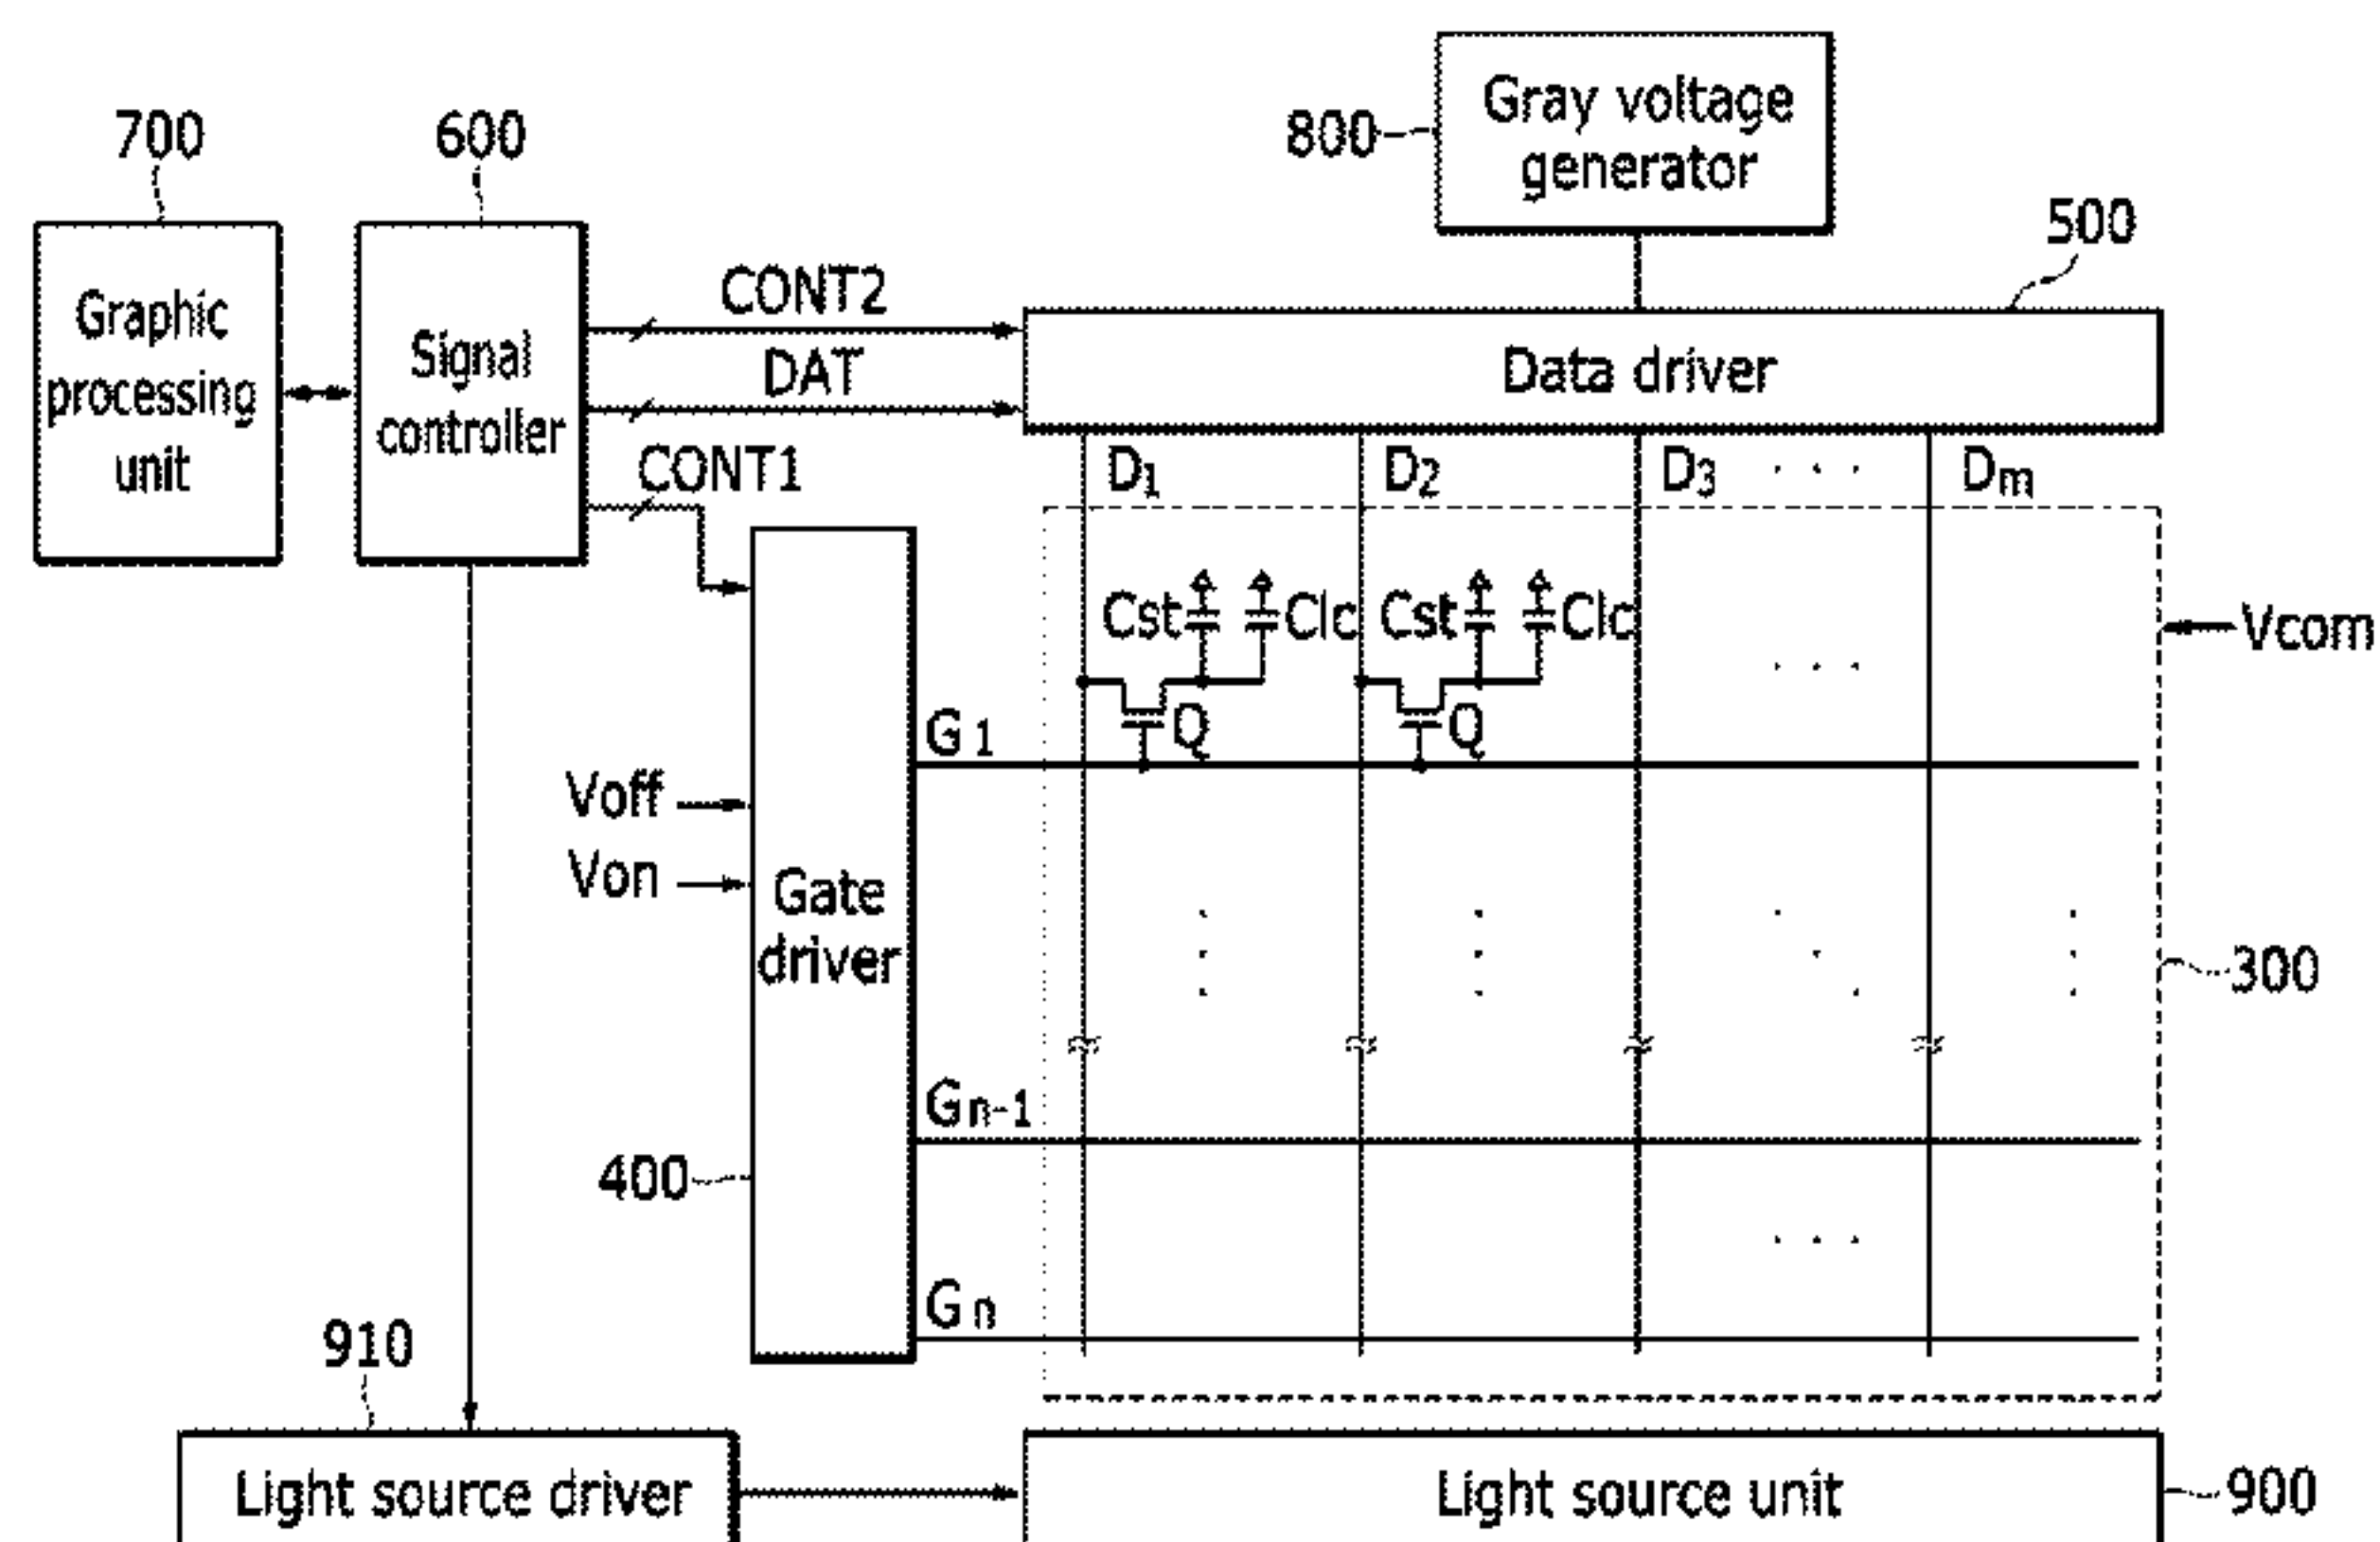 700
600
800
Gray voltage
generator
500
Graphic
processing
unit
Signal
controller
CONT2
DAT
CONT1
Data driver
D1
D2
D3
. . .
Dm
Cst
Clc
Cst
Clc
Vcom
. . .
Q
Q
G1
Voff
Von
Gate
driver
300
Gn-1
400
. . .
Gn
910
Light source driver
Light source unit
900